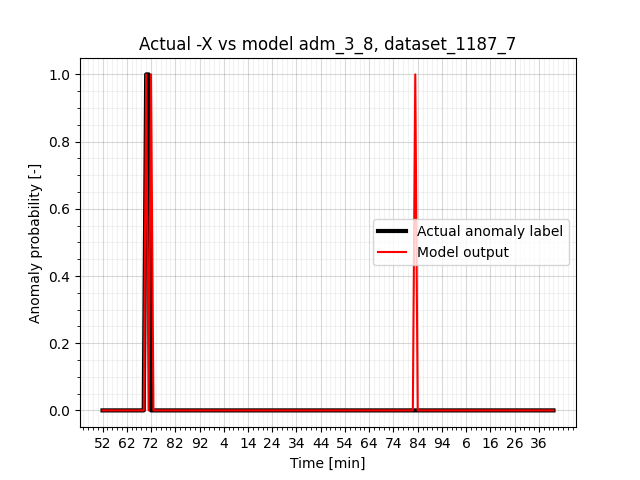 Actual -X vs model adm_3_8, dataset_1187_7
Anomaly probability [-]
1.0
0.8
0.6
0.4
0.2
0.0
Actual anomaly label
Model output
52 62 72 82 92 4 14 24 34 44 54 64 74 84 94 6 16 26 36
Time [min]